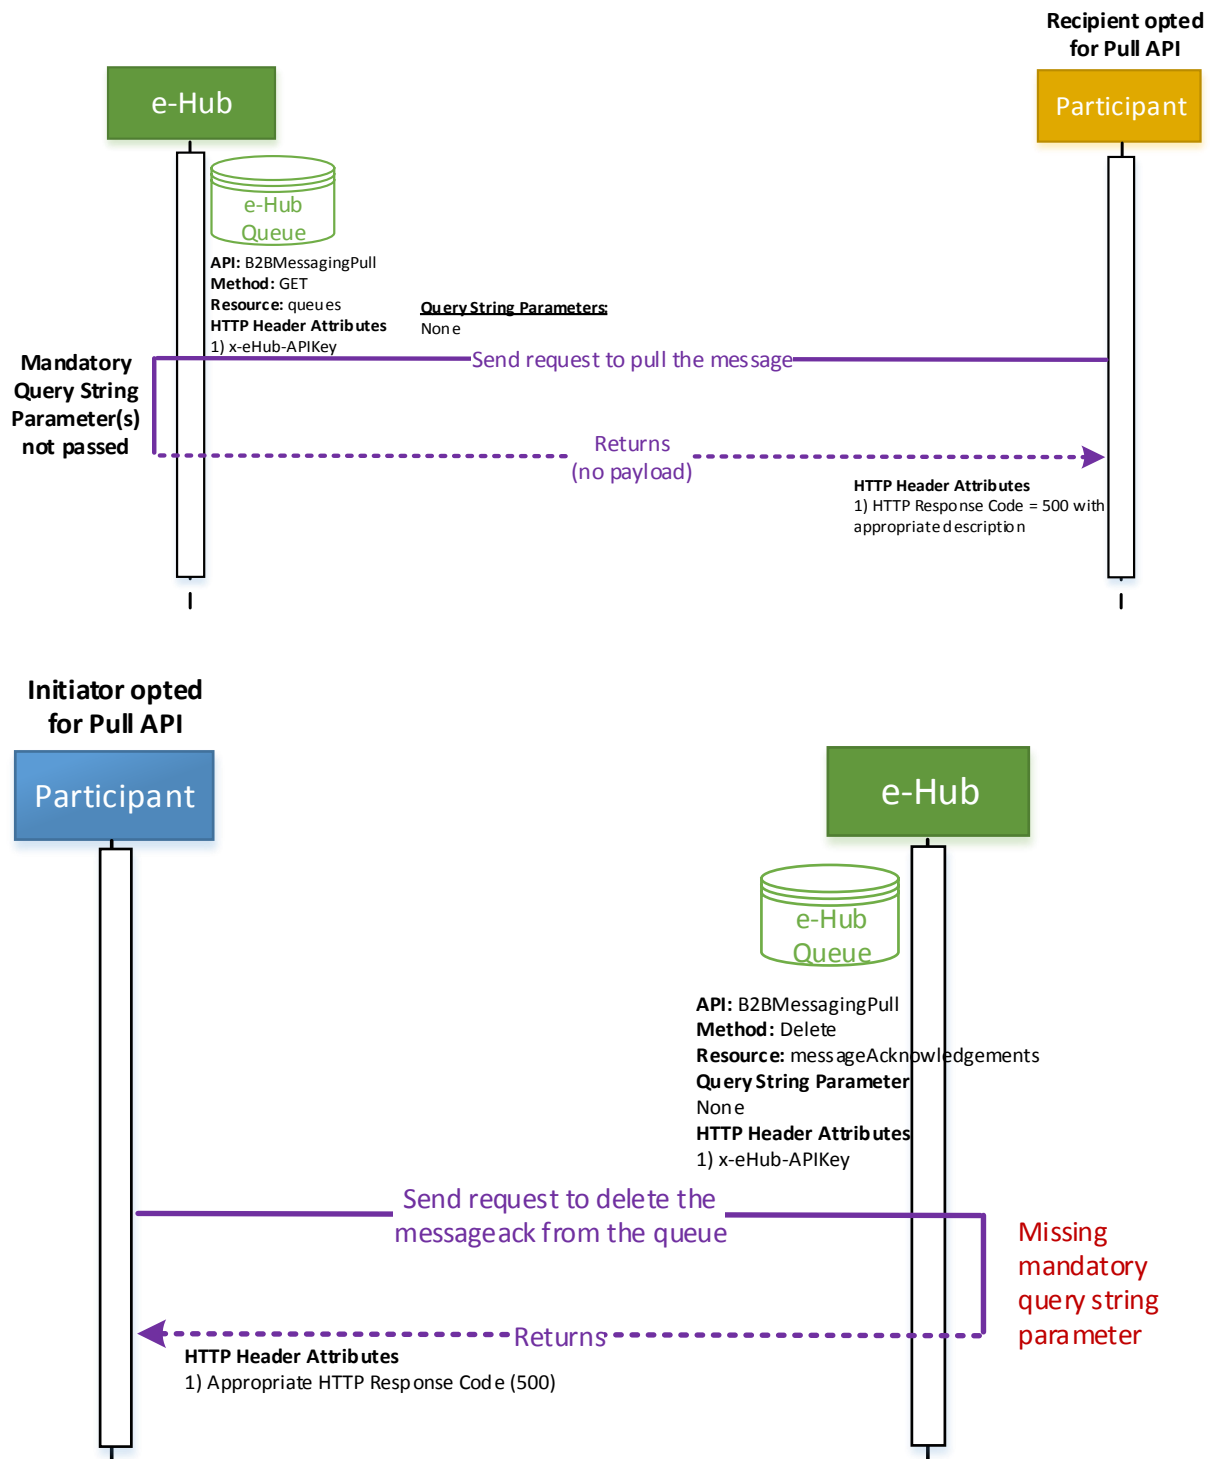 Recipient opted
for Pull API
e-Hub
Participant
e-Hub
Queue
API: B2BMessagingPull
Method: GET
Resource: queues
HTTP Header Attributes
1) x-eHub-APIKey
Query String Parameters:
None
Mandatory
Query String
Parameter(s)
not passed
Send request to pull the message
Returns
(no payload)
HTTP Header Attributes
1) HTTP Response Code = 500 with
appropriate description
Initiator opted
for Pull API
Participant
e-Hub
e-Hub
Queue
API: B2BMessagingPull
Method: Delete
Resource: messageAcknowledgements
Query String Parameter
None
HTTP Header Attributes
1) x-eHub-APIKey
Send request to delete the
messageack from the queue
Missing
mandatory
query string
parameter
Returns
HTTP Header Attributes
1) Appropriate HTTP Response Code (500)